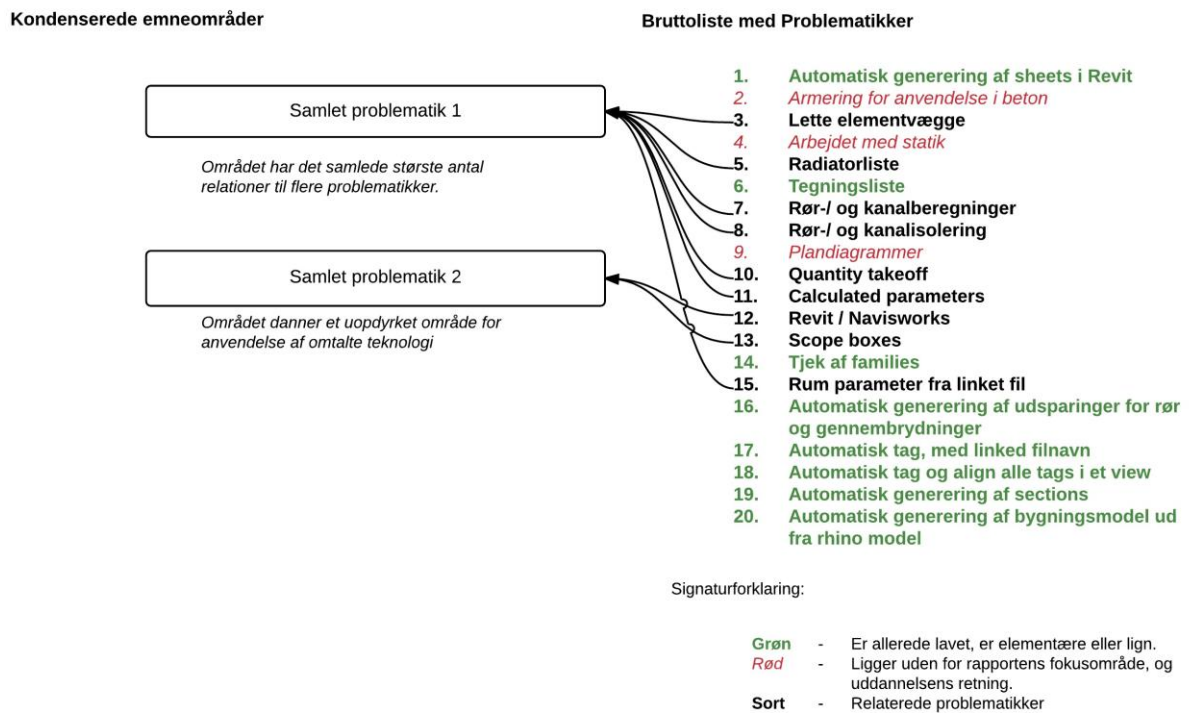 Kondenserede emneområder
Bruttoliste med Problematikker
Samlet problematik 1
Området har det samlede største antal
relationer til flere problematikker.
Samlet problematik 2
Området danner et uopdyrket område for
anvendelse af omtalte teknologi
1. Automatisk generering af sheets i Revit
2. Armering for anvendelse i beton
3. Lette elementvægge
4. Arbejdet med statik
5. Radiatorliste
6. Tegningsliste
7. Rør-/ og kanalberegninger
8. Rør-/ og kanalisolering
9. Plandiagrammer
10. Quantity takeoff
11. Calculated parameters
12. Revit / Navisworks
13. Scope boxes
14. Tjek af families
15. Rum parameter fra linket fil
16. Automatisk generering af udsparinger for rør
og gennembrydninger
17. Automatisk tag, med linked filnavn
18. Automatisk tag og align alle tags i et view
19. Automatisk generering af sections
20. Automatisk generering af bygningsmodel ud
fra rhino model
Signaturforklaring:
Grøn - Er allerede lavet, er elementære eller lign.
Rød - Ligger uden for rapportens fokusområde, og
uddannelsens retning.
Sort - Relaterede problematikker